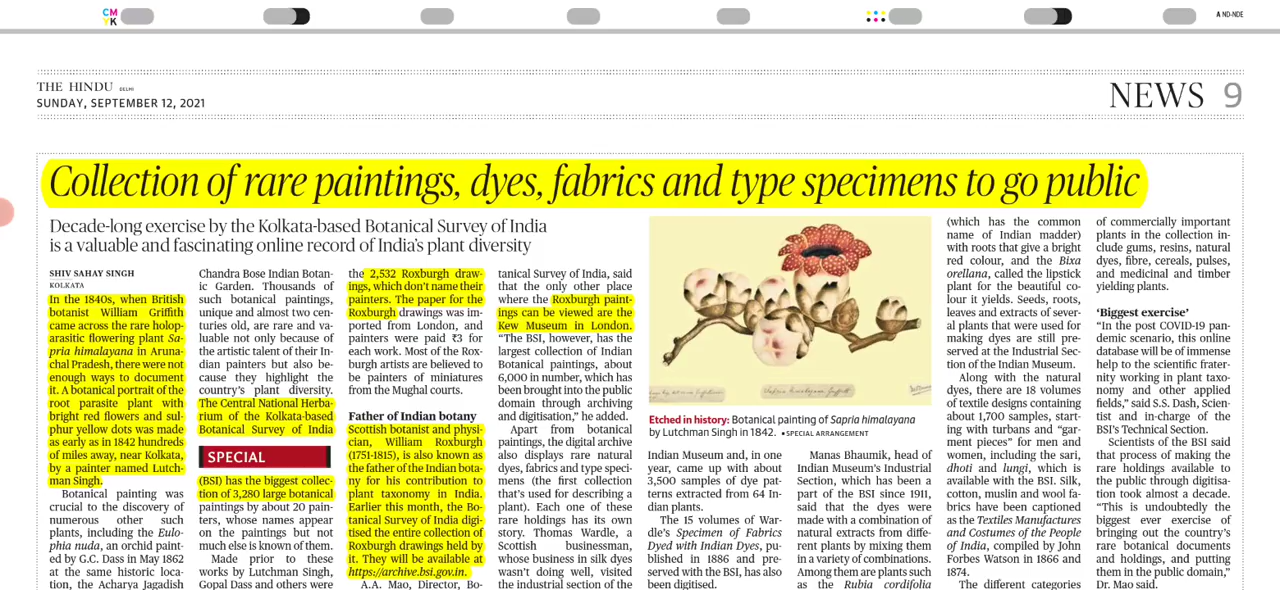 CM
YK
A ND-NDE
THE HINDU DELHI
SUNDAY, SEPTEMBER 12, 2021
NEWS 9
Collection of rare paintings, dyes, fabrics and type specimens to go public
Decade-long exercise by the Kolkata-based Botanical Survey of India
is a valuable and fascinating online record of India's plant diversity
SHIV SAHAY SINGH
KOLKATA
In the 1840s, when British
botanist William Griffith
came across the rare holop-
arasitic flowering plant Sa-
pria himalayana in Aruna-
chal Pradesh, there were not
enough ways to document
it. A botanical portrait of the
root parasite plant with
bright red flowers and sul-
phur yellow dots was made
as early as in 1842 hundreds
of miles away, near Kolkata,
by a painter named Lutch-
man Singh.
Botanical painting was
crucial to the discovery of
numerous other such
plants, including the Eulo-
phia nuda, an orchid paint-
ed by G.C. Dass in May 1862
at the same historic loca-
tion, the Acharya Jagadish
Chandra Bose Indian Botan-
ic Garden. Thousands of
such botanical paintings,
unique and almost two cen-
turies old, are rare and va-
luable not only because of
the artistic talent of their In-
dian painters but also be-
cause they highlight the
country's plant diversity.
The Central National Herba-
rium of the Kolkata-based
Botanical Survey of India
SPECIAL
(BSI) has the biggest collec-
tion of 3,280 large botanical
paintings by about 20 pain-
ters, whose names appear
on the paintings but not
much else is known of them.
Made prior to these
works by Lutchman Singh,
Gopal Dass and others were
the 2,532 Roxburgh draw-
ings, which don't name their
painters. The paper for the
Roxburgh drawings was im-
ported from London, and
painters were paid ₹3 for
each work. Most of the Rox-
burgh artists are believed to
be painters of miniatures
from the Mughal courts.
Father of Indian botany
Scottish botanist and physi-
cian, William Roxburgh
(1751-1815), is also known as
the father of the Indian bota-
ny for his contribution to
plant taxonomy in India.
Earlier this month, the Bo-
tanical Survey of India digi-
tised the entire collection of
Roxburgh drawings held by
it. They will be available at
https://archive.bsi.gov.in.
A.A. Mao, Director, Bo-
tanical Survey of India, said
that the only other place
where the Roxburgh paint-
ings can be viewed are the
Kew Museum in London.
"The BSI, however, has the
largest collection of Indian
Botanical paintings, about
6,000 in number, which has
been brought into the public
domain through archiving
and digitisation," he added.
Apart from botanical
paintings, the digital archive
also displays rare natural
dyes, fabrics and type speci-
mens (the first collection
that's used for describing a
plant). Each one of these
rare holdings has its own
story. Thomas Wardle, a
Scottish businessman,
whose business in silk dyes
wasn't doing well, visited
the industrial section of the
Etched in history: Botanical painting of Sapria himalayana
by Lutchman Singh in 1842. •SPECIAL ARRANGEMENT
Indian Museum and, in one
year, came up with about
3,500 samples of dye pat-
terns extracted from 64 In-
dian plants.
The 15 volumes of War-
dle's Specimen of Fabrics
Dyed with Indian Dyes, pu-
blished in 1886 and pre-
served with the BSI, has also
been digitised.
Manas Bhaumik, head of
Indian Museum's Industrial
Section, which has been a
part of the BSI since 1911,
said that the dyes were
made with a combination of
natural extracts from diffe-
rent plants by mixing them
in a variety of combinations.
Among them are plants such
as the Rubia cordifolia
(which has the common
name of Indian madder)
with roots that give a bright
red colour, and the Bixa
orellana, called the lipstick
plant for the beautiful co-
lour it yields. Seeds, roots,
leaves and extracts of sever-
al plants that were used for
making dyes are still pre-
served at the Industrial Sec-
tion of the Indian Museum.
Along with the natural
dyes, there are 18 volumes
of textile designs containing
about 1,700 samples, start-
ing with turbans and "gar-
ment pieces" for men and
women, including the sari,
dhoti and lungi, which is
available with the BSI. Silk,
cotton, muslin and wool fa-
brics have been captioned
as the Textiles Manufactures
and Costumes of the People
of India, compiled by John
Forbes Watson in 1866 and
1874.
The different categories
of commercially important
plants in the collection in-
clude gums, resins, natural
dyes, fibre, cereals, pulses,
and medicinal and timber
yielding plants.
'Biggest exercise'
"In the post COVID-19 pan-
demic scenario, this online
database will be of immense
help to the scientific frater-
nity working in plant taxo-
nomy and other applied
fields," said S.S. Dash, Scien-
tist and in-charge of the
BSI's Technical Section.
Scientists of the BSI said
that process of making the
rare holdings available to
the public through digitisa-
tion took almost a decade.
"This is undoubtedly the
biggest ever exercise of
bringing out the country's
rare botanical documents
and holdings, and putting
them in the public domain,"
Dr. Mao said.